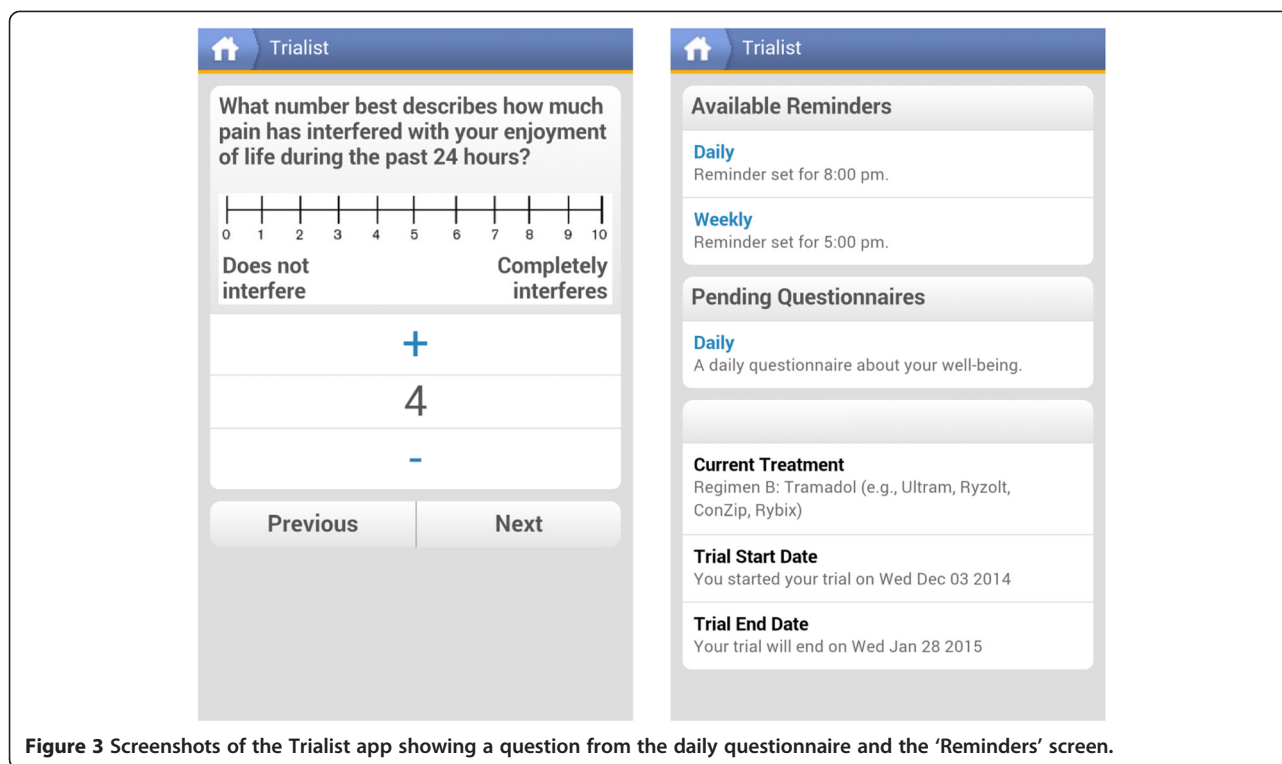 Trialist
What number best describes how much
pain has interfered with your enjoyment
of life during the past 24 hours?
0 1 2 3 4 5 6 7 8 9 10
Does not
interfere
Completely
interferes
+
4
-
Previous
Next
Trialist
Available Reminders
Daily
Reminder set for 8:00 pm.
Weekly
Reminder set for 5:00 pm.
Pending Questionnaires
Daily
A daily questionnaire about your well-being.
Current Treatment
Regimen B: Tramadol (e.g., Ultram, Ryzolt,
ConZip, Rybix)
Trial Start Date
You started your trial on Wed Dec 03 2014
Trial End Date
Your trial will end on Wed Jan 28 2015
Figure 3 Screenshots of the Trialist app showing a question from the daily questionnaire and the ‘Reminders’ screen.